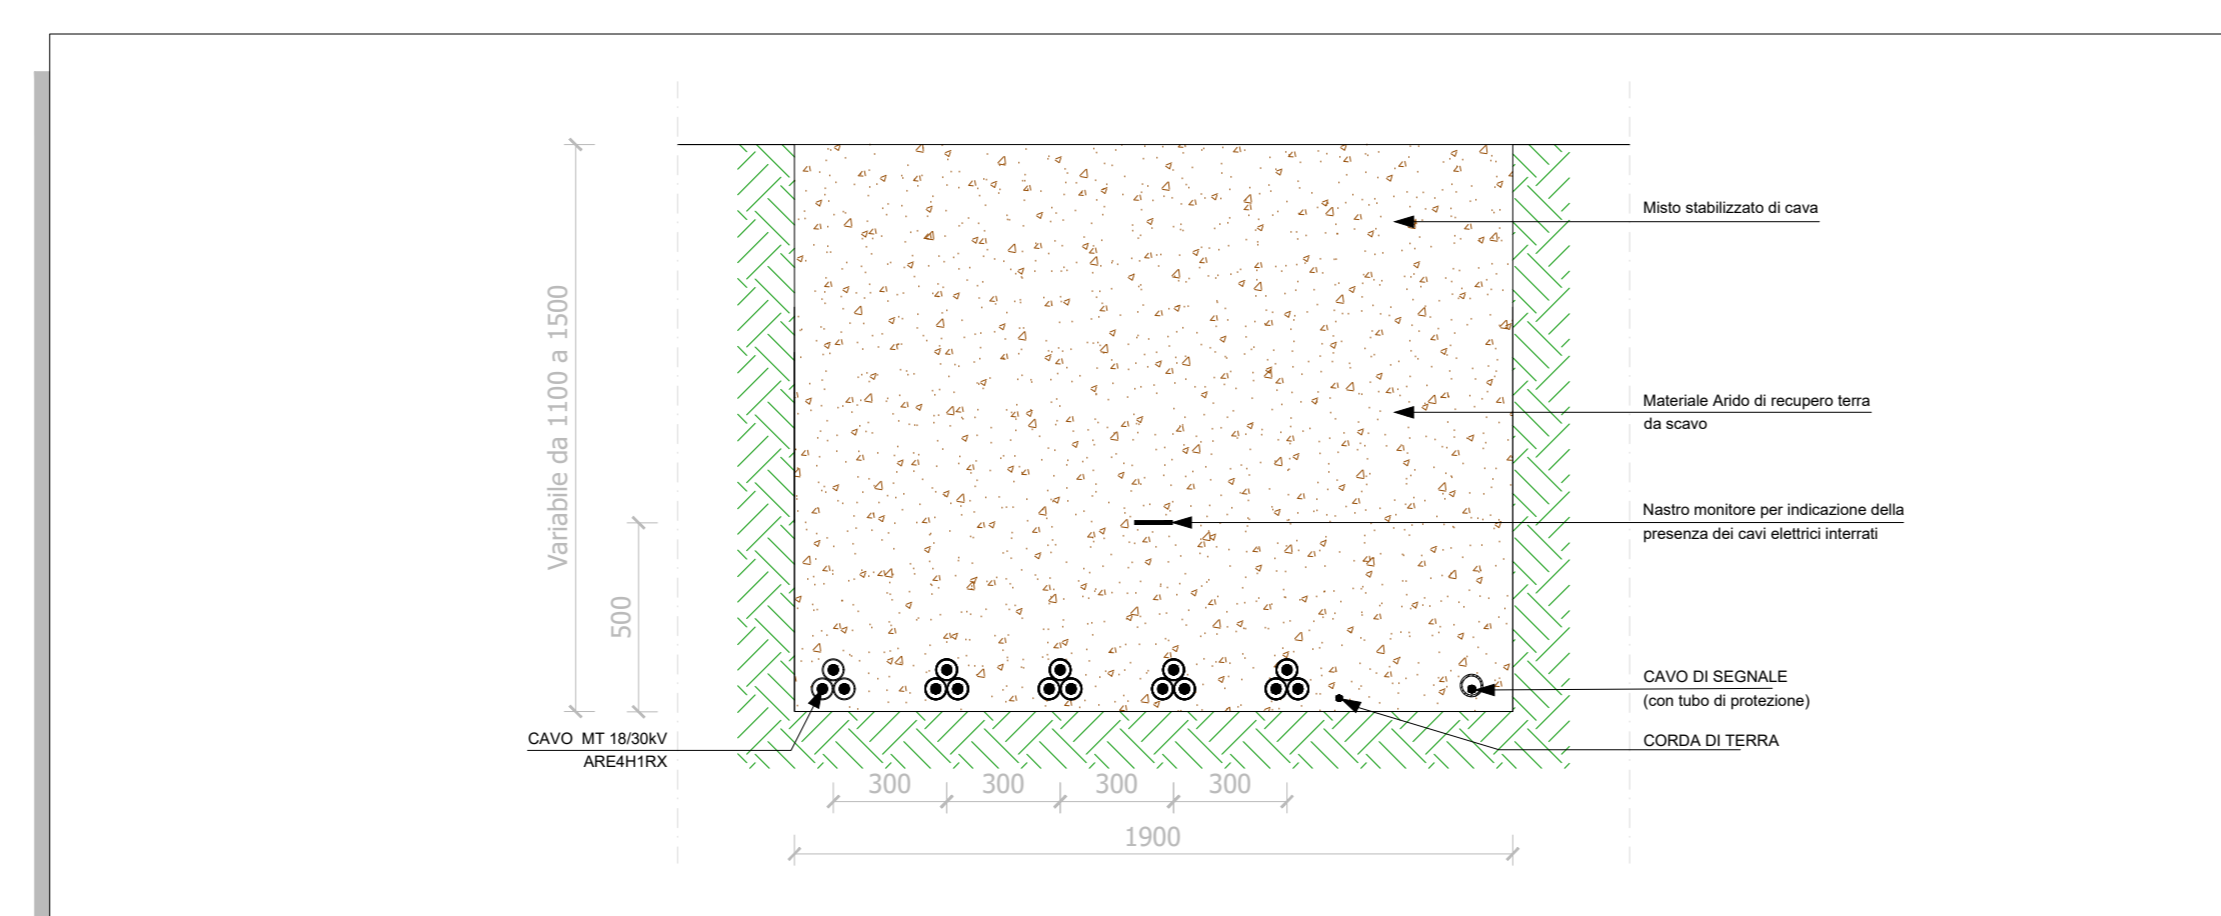 Misto stabilizzato di cava
Variabile da 1100 a 1500
Materiale Arido di recupero terra
da scavo
Nastro monitore per indicazione della
presenza dei cavi elettrici interrati
500
CAVO DI SEGNALE
(con tubo di protezione)
CORDA DI TERRA
CAVO MT 18/30kV
ARE4H1RX
300
300
300
300
1900